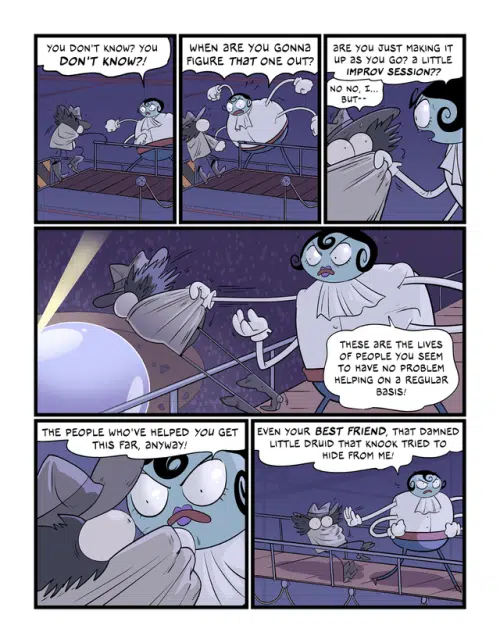 YOU DON'T KNOW? YOU
DON'T KNOW?!
WHEN ARE YOU GONNA
FIGURE THAT ONE OUT?
ARE YOU JUST MAKING IT
UP AS YOU GO? A LITTLE
IMPROV SESSION??
NO NO, I...
BUT--
THESE ARE THE LIVES
OF PEOPLE YOU SEEM
TO HAVE NO PROBLEM
HELPING ON A REGULAR
BASIS!
THE PEOPLE WHO'VE HELPED YOU GET
THIS FAR, ANYWAY!
EVEN YOUR BEST FRIEND, THAT DAMNED
LITTLE DRUID THAT KNOOK TRIED TO
HIDE FROM ME!